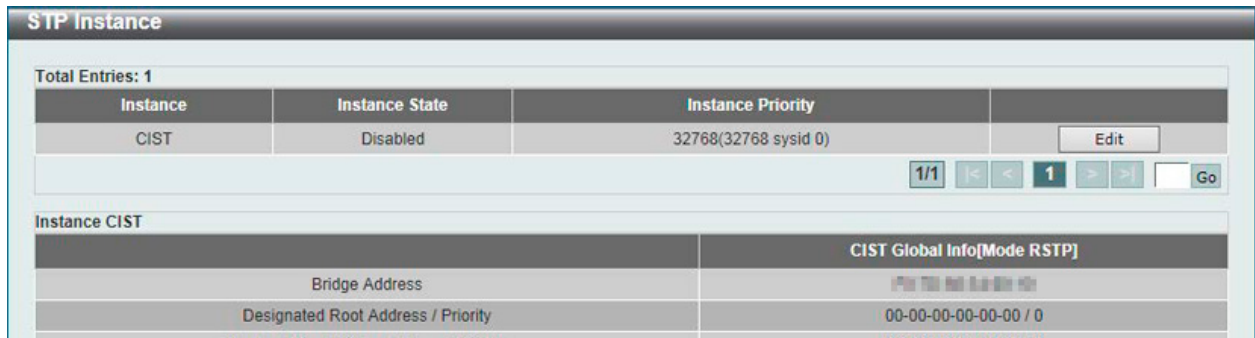 STP Instance
Total Entries: 1
Instance Instance State Instance Priority
CIST Disabled 32768(32768 sysid 0) Edit
1/1 |< < 1 > >| Go
Instance CIST
CIST Global Info[Mode RSTP]
Bridge Address
Designated Root Address / Priority 00-00-00-00-00-00 / 0